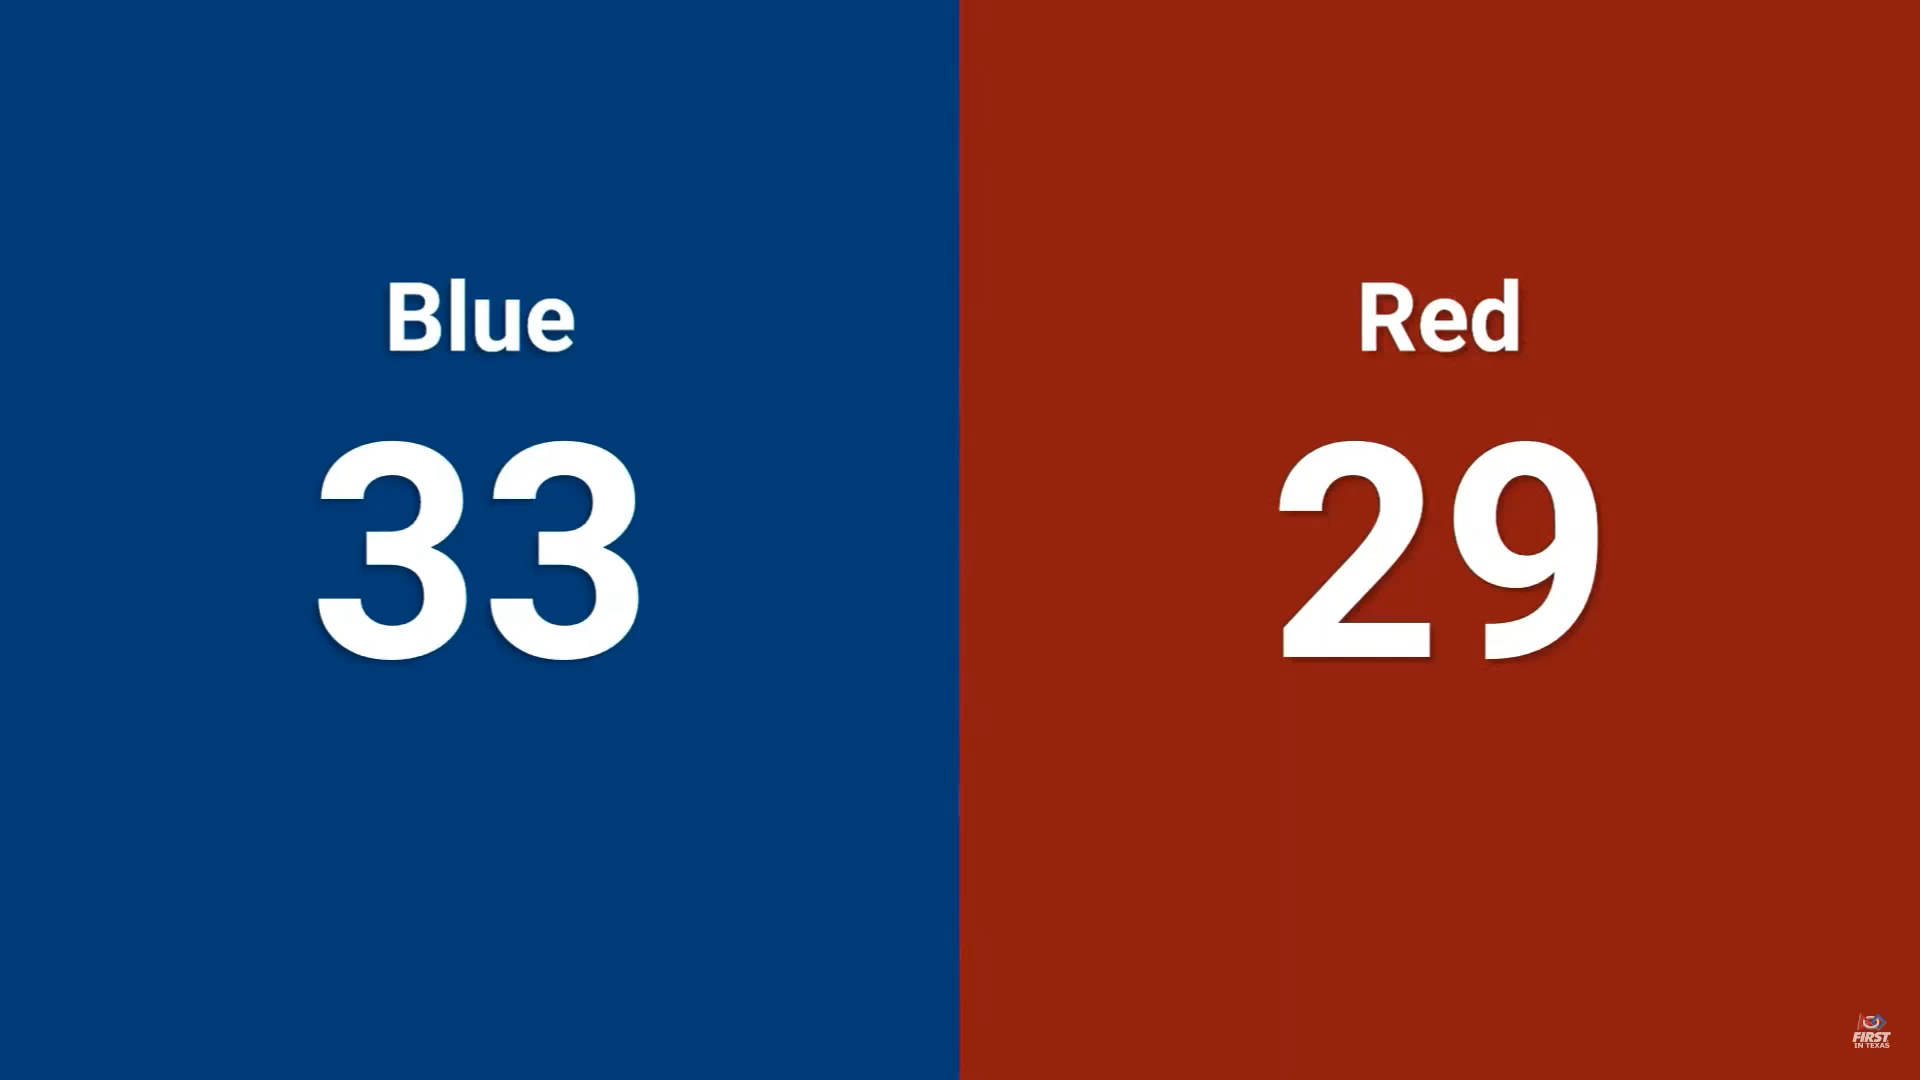 Blue
33
Red
29
FIRST
IN TEXAS